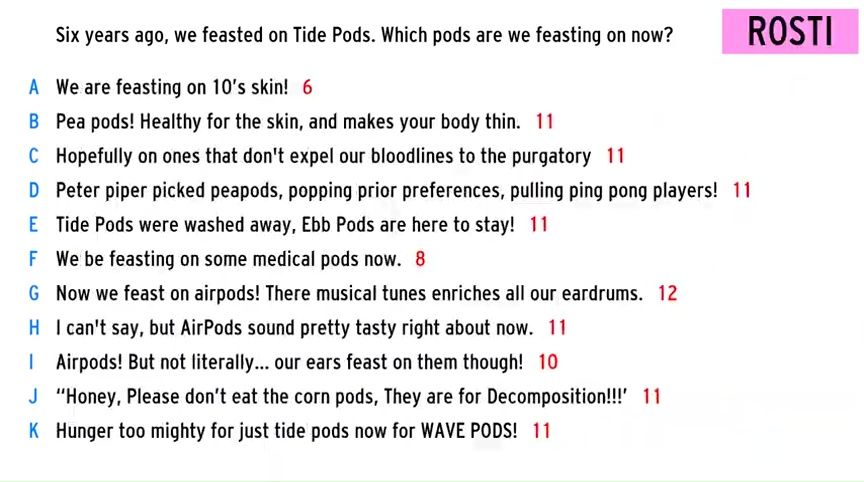 Six years ago, we feasted on Tide Pods. Which pods are we feasting on now?
ROSTI
A We are feasting on 10's skin! 6
B Pea pods! Healthy for the skin, and makes your body thin. 11
C Hopefully on ones that don't expel our bloodlines to the purgatory 11
D Peter piper picked peapods, popping prior preferences, pulling ping pong players! 11
E Tide Pods were washed away, Ebb Pods are here to stay! 11
F We be feasting on some medical pods now. 8
G Now we feast on airpods! There musical tunes enriches all our eardrums. 12
H I can't say, but AirPods sound pretty tasty right about now. 11
I Airpods! But not literally... our ears feast on them though! 10
J “Honey, Please don't eat the corn pods, They are for Decomposition!!!’ 11
K Hunger too mighty for just tide pods now for WAVE PODS! 11